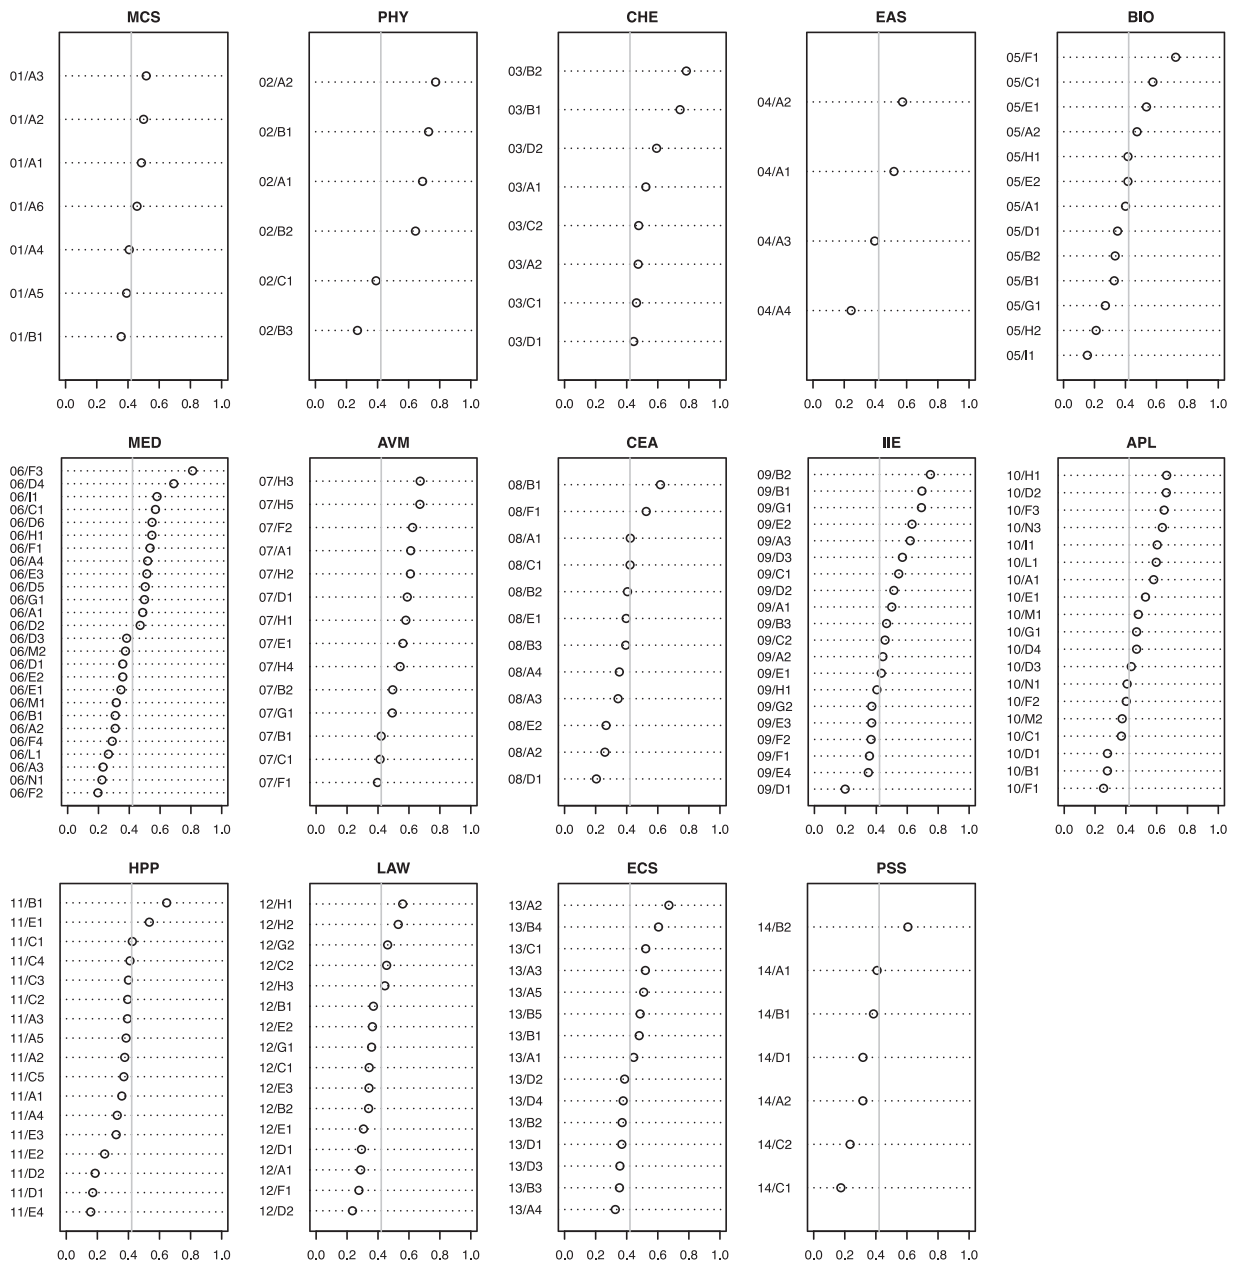 MCS
01/A3
01/A2
01/A1
01/A6
01/A4
01/A5
01/B1
0.0 0.2 0.4 0.6 0.8 1.0
PHY
02/A2
02/B1
02/A1
02/B2
02/C1
02/B3
0.0 0.2 0.4 0.6 0.8 1.0
CHE
03/B2
03/B1
03/D2
03/A1
03/C2
03/A2
03/C1
03/D1
0.0 0.2 0.4 0.6 0.8 1.0
EAS
04/A2
04/A1
04/A3
04/A4
0.0 0.2 0.4 0.6 0.8 1.0
BIO
05/F1
05/C1
05/E1
05/A2
05/H1
05/E2
05/A1
05/D1
05/B2
05/B1
05/G1
05/H2
05/I1
0.0 0.2 0.4 0.6 0.8 1.0
MED
06/F3
06/D4
06/I1
06/C1
06/D6
06/H1
06/F1
06/A4
06/E3
06/D5
06/G1
06/A1
06/D2
06/D3
06/M2
06/D1
06/E2
06/E1
06/M1
06/B1
06/A2
06/F4
06/L1
06/A3
06/N1
06/F2
0.0 0.2 0.4 0.6 0.8 1.0
AVM
07/H3
07/H5
07/F2
07/A1
07/H2
07/D1
07/H1
07/E1
07/H4
07/B2
07/G1
07/B1
07/C1
07/F1
0.0 0.2 0.4 0.6 0.8 1.0
CEA
08/B1
08/F1
08/A1
08/C1
08/B2
08/E1
08/B3
08/A4
08/A3
08/E2
08/A2
08/D1
0.0 0.2 0.4 0.6 0.8 1.0
IIE
09/B2
09/B1
09/G1
09/E2
09/A3
09/D3
09/C1
09/D2
09/A1
09/B3
09/C2
09/A2
09/E1
09/H1
09/G2
09/E3
09/F2
09/F1
09/E4
09/D1
0.0 0.2 0.4 0.6 0.8 1.0
APL
10/H1
10/D2
10/F3
10/N3
10/I1
10/L1
10/A1
10/E1
10/M1
10/G1
10/D4
10/D3
10/N1
10/F2
10/M2
10/C1
10/D1
10/B1
10/F1
0.0 0.2 0.4 0.6 0.8 1.0
HPP
11/B1
11/E1
11/C1
11/C4
11/C3
11/C2
11/A3
11/A5
11/A2
11/C5
11/A1
11/A4
11/E3
11/E2
11/D2
11/D1
11/E4
0.0 0.2 0.4 0.6 0.8 1.0
LAW
12/H1
12/H2
12/G2
12/C2
12/H3
12/B1
12/E2
12/G1
12/C1
12/E3
12/B2
12/E1
12/D1
12/A1
12/F1
12/D2
0.0 0.2 0.4 0.6 0.8 1.0
ECS
13/A2
13/B4
13/C1
13/A3
13/A5
13/B5
13/B1
13/A1
13/D2
13/D4
13/B2
13/D1
13/D3
13/B3
13/A4
0.0 0.2 0.4 0.6 0.8 1.0
PSS
14/B2
14/A1
14/B1
14/D1
14/A2
14/C2
14/C1
0.0 0.2 0.4 0.6 0.8 1.0